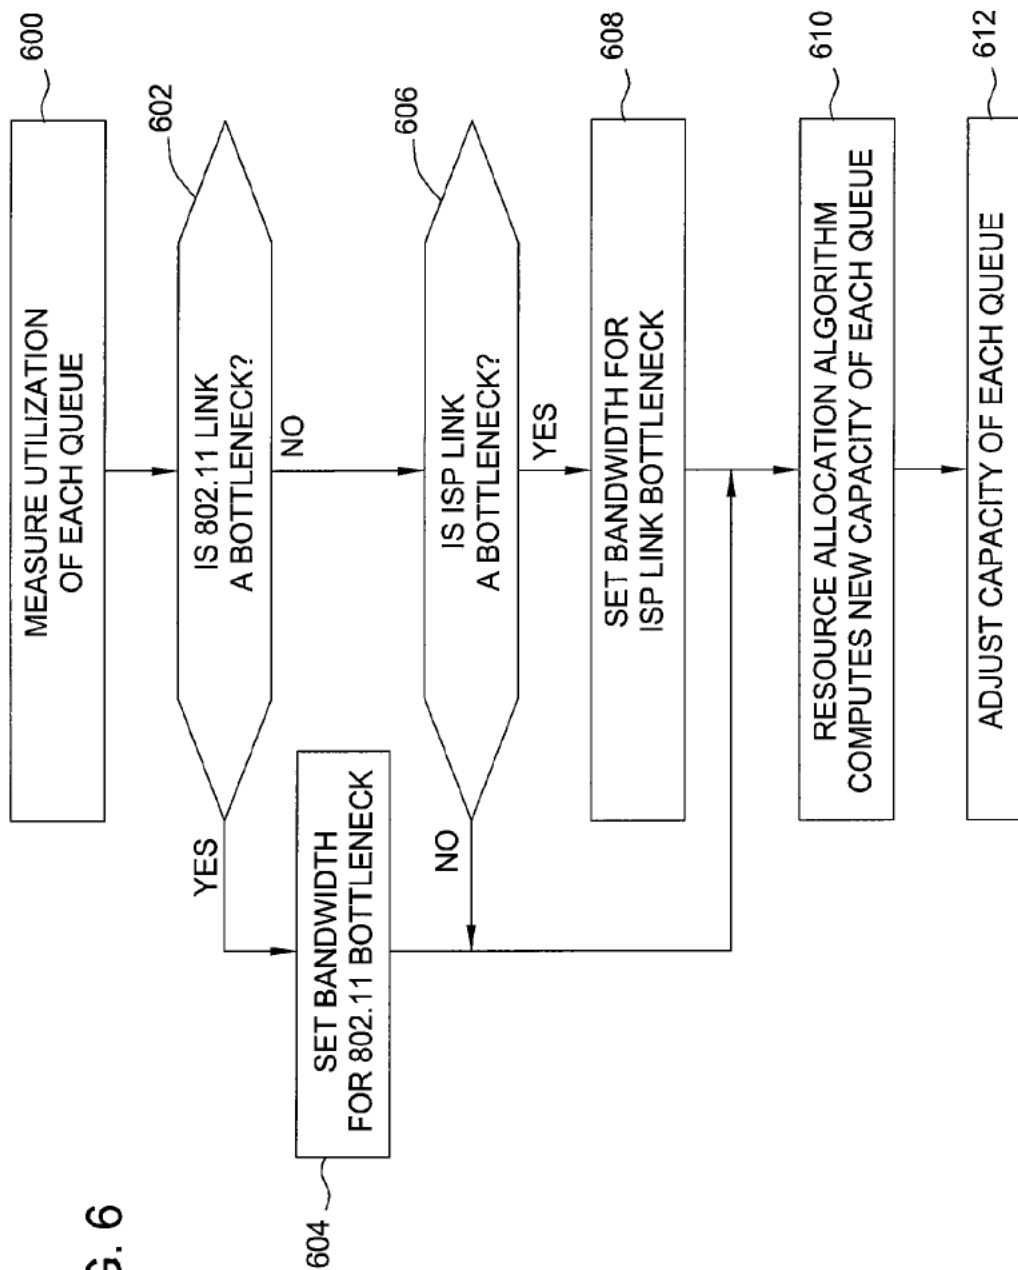 600
MEASURE UTILIZATION
OF EACH QUEUE
602
IS 802.11 LINK
A BOTTLENECK?
YES
NO
604
SET BANDWIDTH
FOR 802.11 BOTTLENECK
606
IS ISP LINK
A BOTTLENECK?
NO
YES
608
SET BANDWIDTH FOR
ISP LINK BOTTLENECK
610
RESOURCE ALLOCATION ALGORITHM
COMPUTES NEW CAPACITY OF EACH QUEUE
612
ADJUST CAPACITY OF EACH QUEUE
G. 6